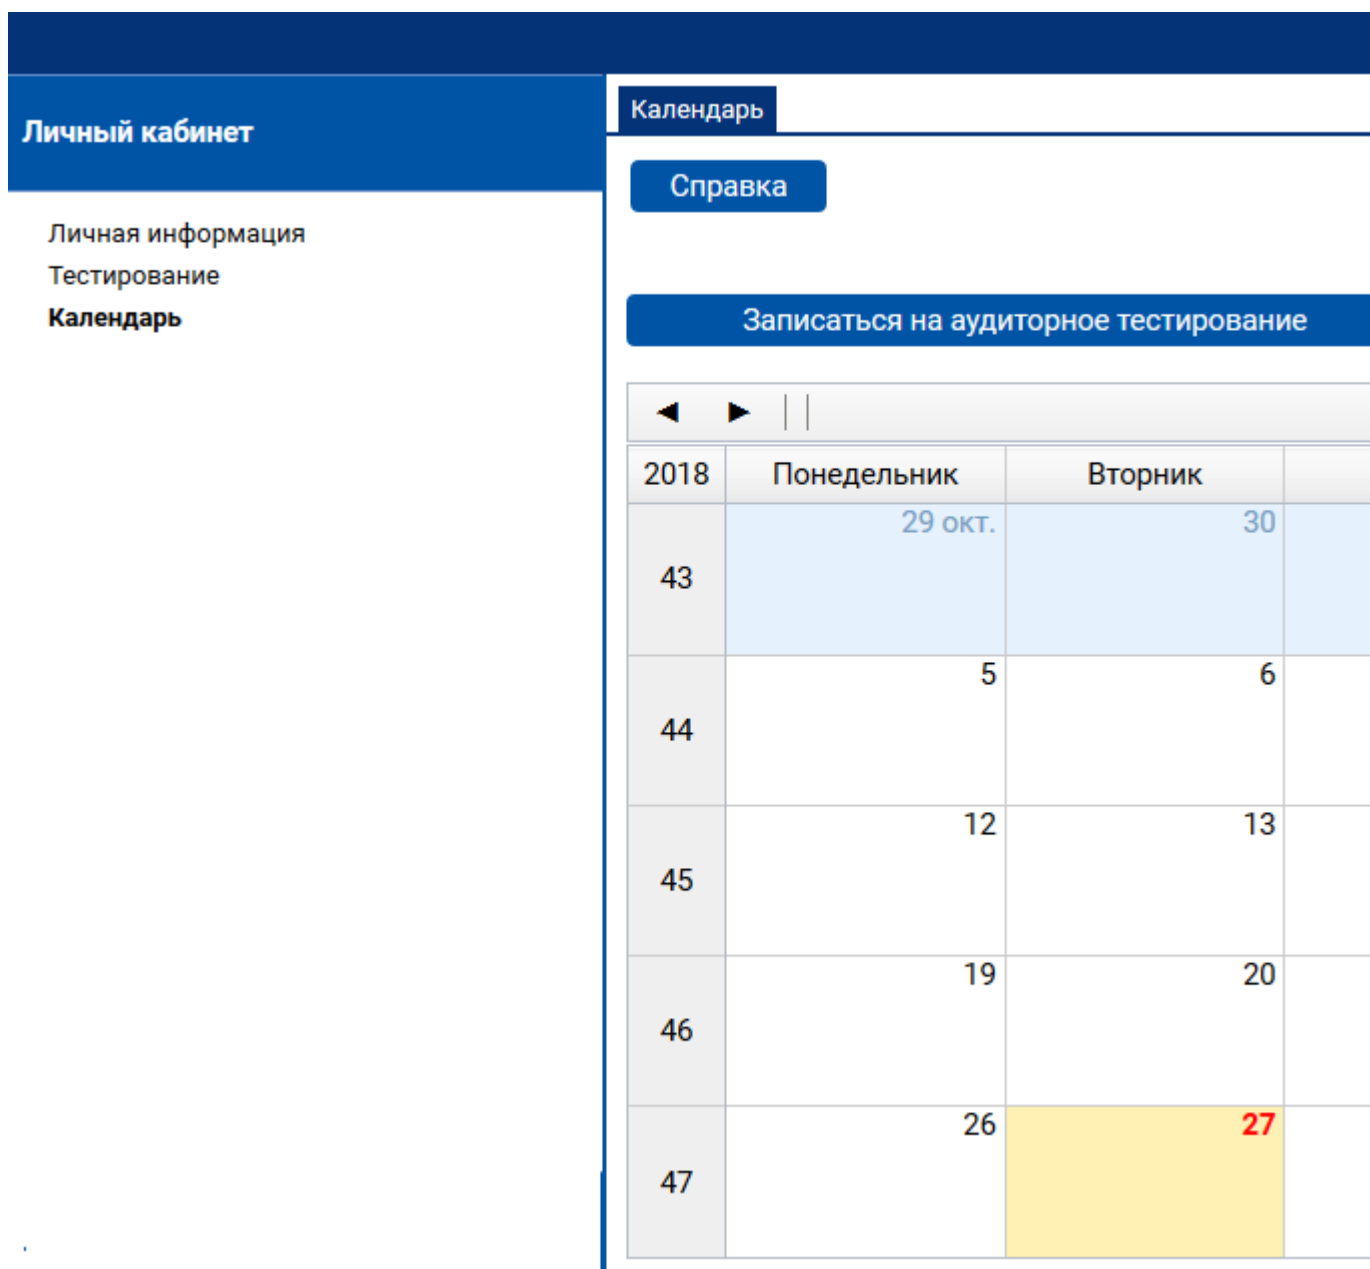 Личный кабинет
Личная информация
Тестирование
Календарь
Календарь
Справка
Записаться на аудиторное тестирование
2018 Понедельник Вторник
43 29 окт. 30
44 5 6
45 12 13
46 19 20
47 26 27